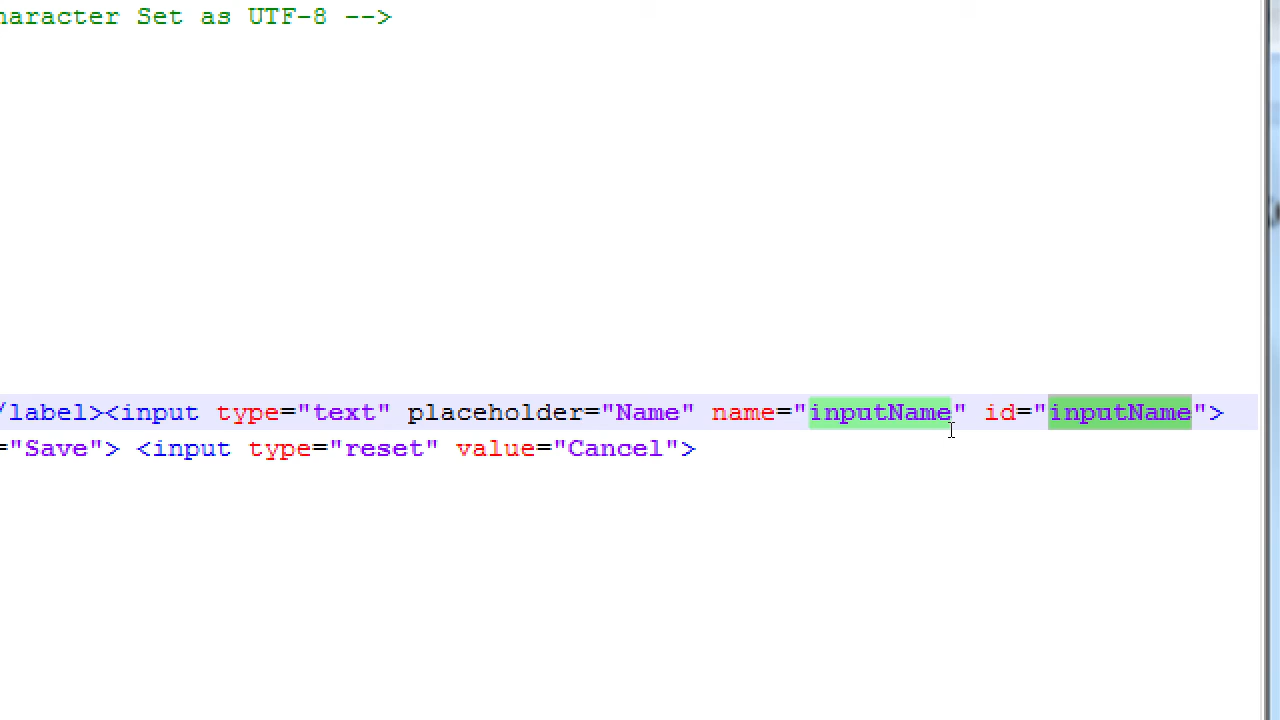 haracter Set as UTF-8 -->
/label><input type="text" placeholder="Name" name="inputName" id="inputName">
="Save"> <input type="reset" value="Cancel">